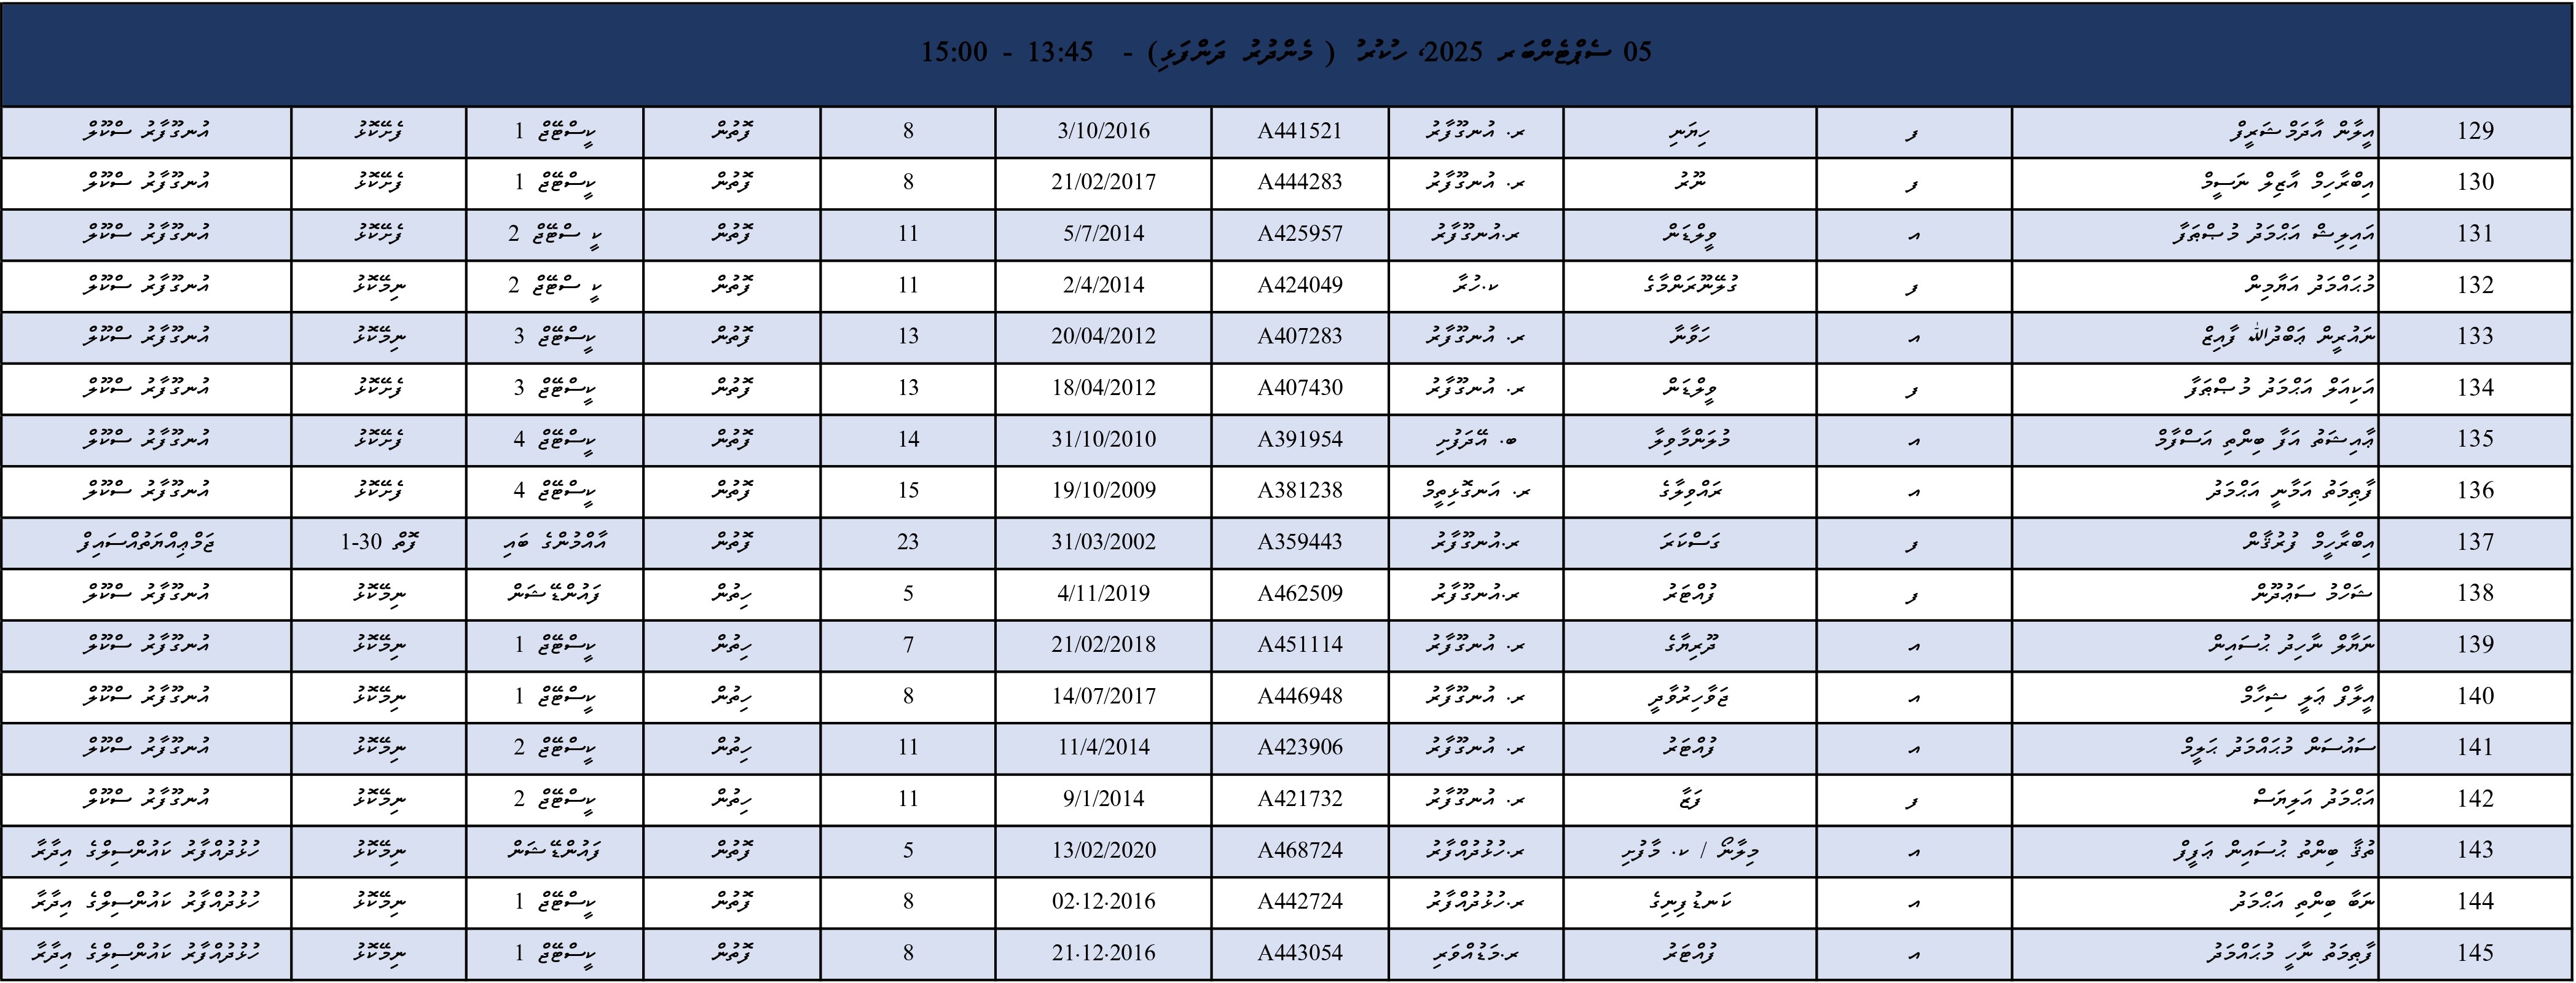 05 ސެޕްޓެންބަރ 2025، ހުކުރު ( މެންދުރު ދަންފަޅި) - 13:45 - 15:00
129 އީލާން އާދަމް ޝަރީފް ފ ހިޔަނި ރ. އުނގޫފާރު A441521 3/10/2016 8 ފޮތުން ކީސްޓޭޖް 1 ފެށޭކޮޅު އުނގޫފާރު ސްކޫލް
130 އިބްރާހިމް އާޒިލް ނަސީމް ފ ނޫރު ރ. އުނގޫފާރު A444283 21/02/2017 8 ފޮތުން ކީސްޓޭޖް 1 ފެށޭކޮޅު އުނގޫފާރު ސްކޫލް
131 އައިލިޝް އަޙްމަދު މުޞްޠަފާ އ ވީލްޑަން ރ.އުނގޫފާރު A425957 5/7/2014 11 ފޮތުން ކީ ސްޓޭޖް 2 ފެށޭކޮޅު އުނގޫފާރު ސްކޫލް
132 މުޙައްމަދު އަޔާމިން ފ ގުލޭނޫރަންމާގެ ކ.ހުރާ A424049 2/4/2014 11 ފޮތުން ކީ ސްޓޭޖް 2 ނިމޭކޮޅު އުނގޫފާރު ސްކޫލް
133 ނައުރީން ޢަބްދުﷲ ފާއިޒް އ ހަވާނާ ރ. އުނގޫފާރު A407283 20/04/2012 13 ފޮތުން ކީސްޓޭޖް 3 ނިމޭކޮޅު އުނގޫފާރު ސްކޫލް
134 އަކިއަލް އަޙްމަދު މުޞްޠަފާ ފ ވީލްޑަން ރ. އުނގޫފާރު A407430 18/04/2012 13 ފޮތުން ކީސްޓޭޖް 3 ފެށޭކޮޅު އުނގޫފާރު ސްކޫލް
135 ޢާއިޝަތު އަފާ ބިންތި އަސްފާމް އ މުލަންމާވިލާ ބ. އޭދަފުށި A391954 31/10/2010 14 ފޮތުން ކީސްޓޭޖް 4 ފެށޭކޮޅު އުނގޫފާރު ސްކޫލް
136 ފާޠިމަތު އަމާނީ އަޙްމަދު އ ރައްވިލާގެ ރ. އަނގޮޅިތީމް A381238 19/10/2009 15 ފޮތުން ކީސްޓޭޖް 4 ފެށޭކޮޅު އުނގޫފާރު ސްކޫލް
137 އިބްރާހީމް ފުރުޤާން ފ ގަސްކަރަ ރ.އުނގޫފާރު A359443 31/03/2002 23 ފޮތުން އާއްމުންގެ ބައި ފޮތް 30-1 ޖަމްޢިއްޔަތުއްސައިފް
138 ޝަހްމު ސަޢުދޫން ފ ފުއްޓަރު ރ.އުނގޫފާރު A462509 4/11/2019 5 ހިތުން ފައުންޑޭޝަން ނިމޭކޮޅު އުނގޫފާރު ސްކޫލް
139 ނަޔާލް ނާހިދު ޙުސައިން އ ދޫރިޔާގެ ރ. އުނގޫފާރު A451114 21/02/2018 7 ހިތުން ކީސްޓޭޖް 1 ނިމޭކޮޅު އުނގޫފާރު ސްކޫލް
140 އީލާފް ޢަލީ ޝިހާމް އ ޖަވާހިރުވާދީ ރ. އުނގޫފާރު A446948 14/07/2017 8 ހިތުން ކީސްޓޭޖް 1 ނިމޭކޮޅު އުނގޫފާރު ސްކޫލް
141 ސައުސަން މުޙައްމަދު ޙަލީމް އ ފުއްޓަރު ރ. އުނގޫފާރު A423906 11/4/2014 11 ހިތުން ކީސްޓޭޖް 2 ނިމޭކޮޅު އުނގޫފާރު ސްކޫލް
142 އަޙްމަދު އަލިޔަސް ފ ފަޒާ ރ. އުނގޫފާރު A421732 9/1/2014 11 ހިތުން ކީސްޓޭޖް 2 ނިމޭކޮޅު އުނގޫފާރު ސްކޫލް
143 ތުޤާ ބިންތު ޙުސައިން ޢަފީފް އ މިލާނޯ / ކ. މާފުށި ރ.ހުޅުދުއްފާރު A468724 13/02/2020 5 ފޮތުން ފައުންޑޭޝަން ނިމޭކޮޅު ހުޅުދުއްފާރު ކައުންސިލްގެ އިދާރާ
144 ނަބާ ބިންތި އަޙްމަދު އ ކަނޑުފިނިގެ ރ.ހުޅުދުއްފާރު A442724 02.12.2016 8 ފޮތުން ކީސްޓޭޖް 1 ނިމޭކޮޅު ހުޅުދުއްފާރު ކައުންސިލްގެ އިދާރާ
145 ފާޠިމަތު ނާހީ މުޙައްމަދު އ ފުއްޓަރު ރ.މަޑުއްވަރި A443054 21.12.2016 8 ފޮތުން ކީސްޓޭޖް 1 ނިމޭކޮޅު ހުޅުދުއްފާރު ކައުންސިލްގެ އިދާރާ